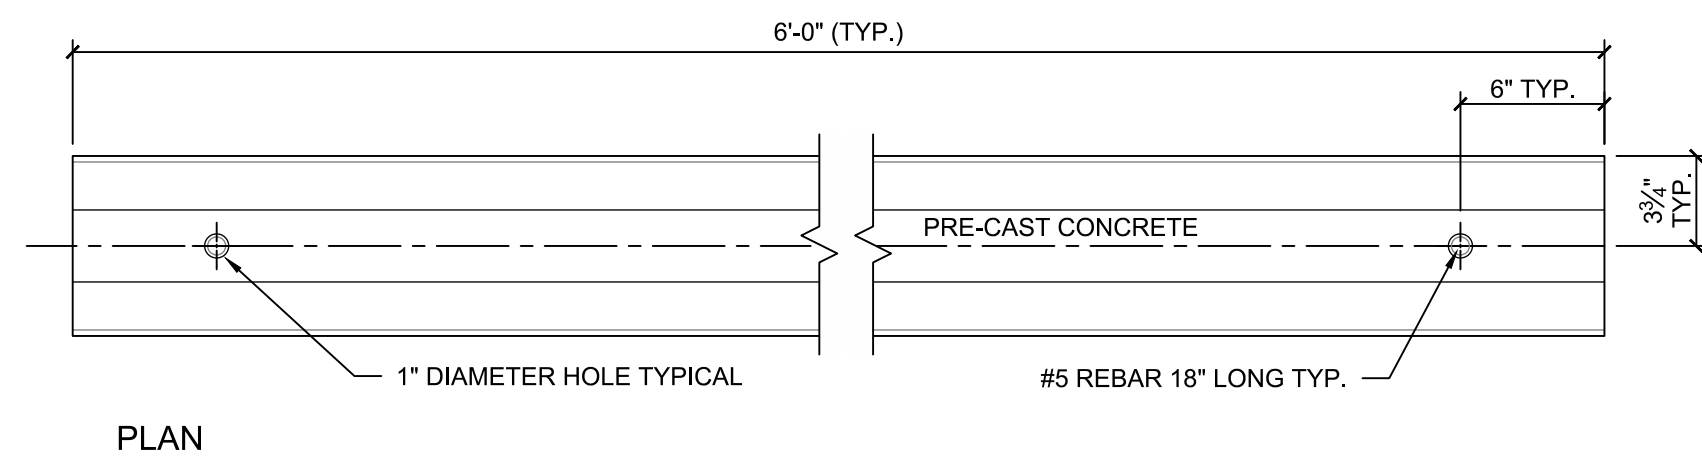 6'-0" (TYP.)
6" TYP.
3¾"
TYP.
PRE-CAST CONCRETE
1" DIAMETER HOLE TYPICAL
#5 REBAR 18" LONG TYP.
PLAN